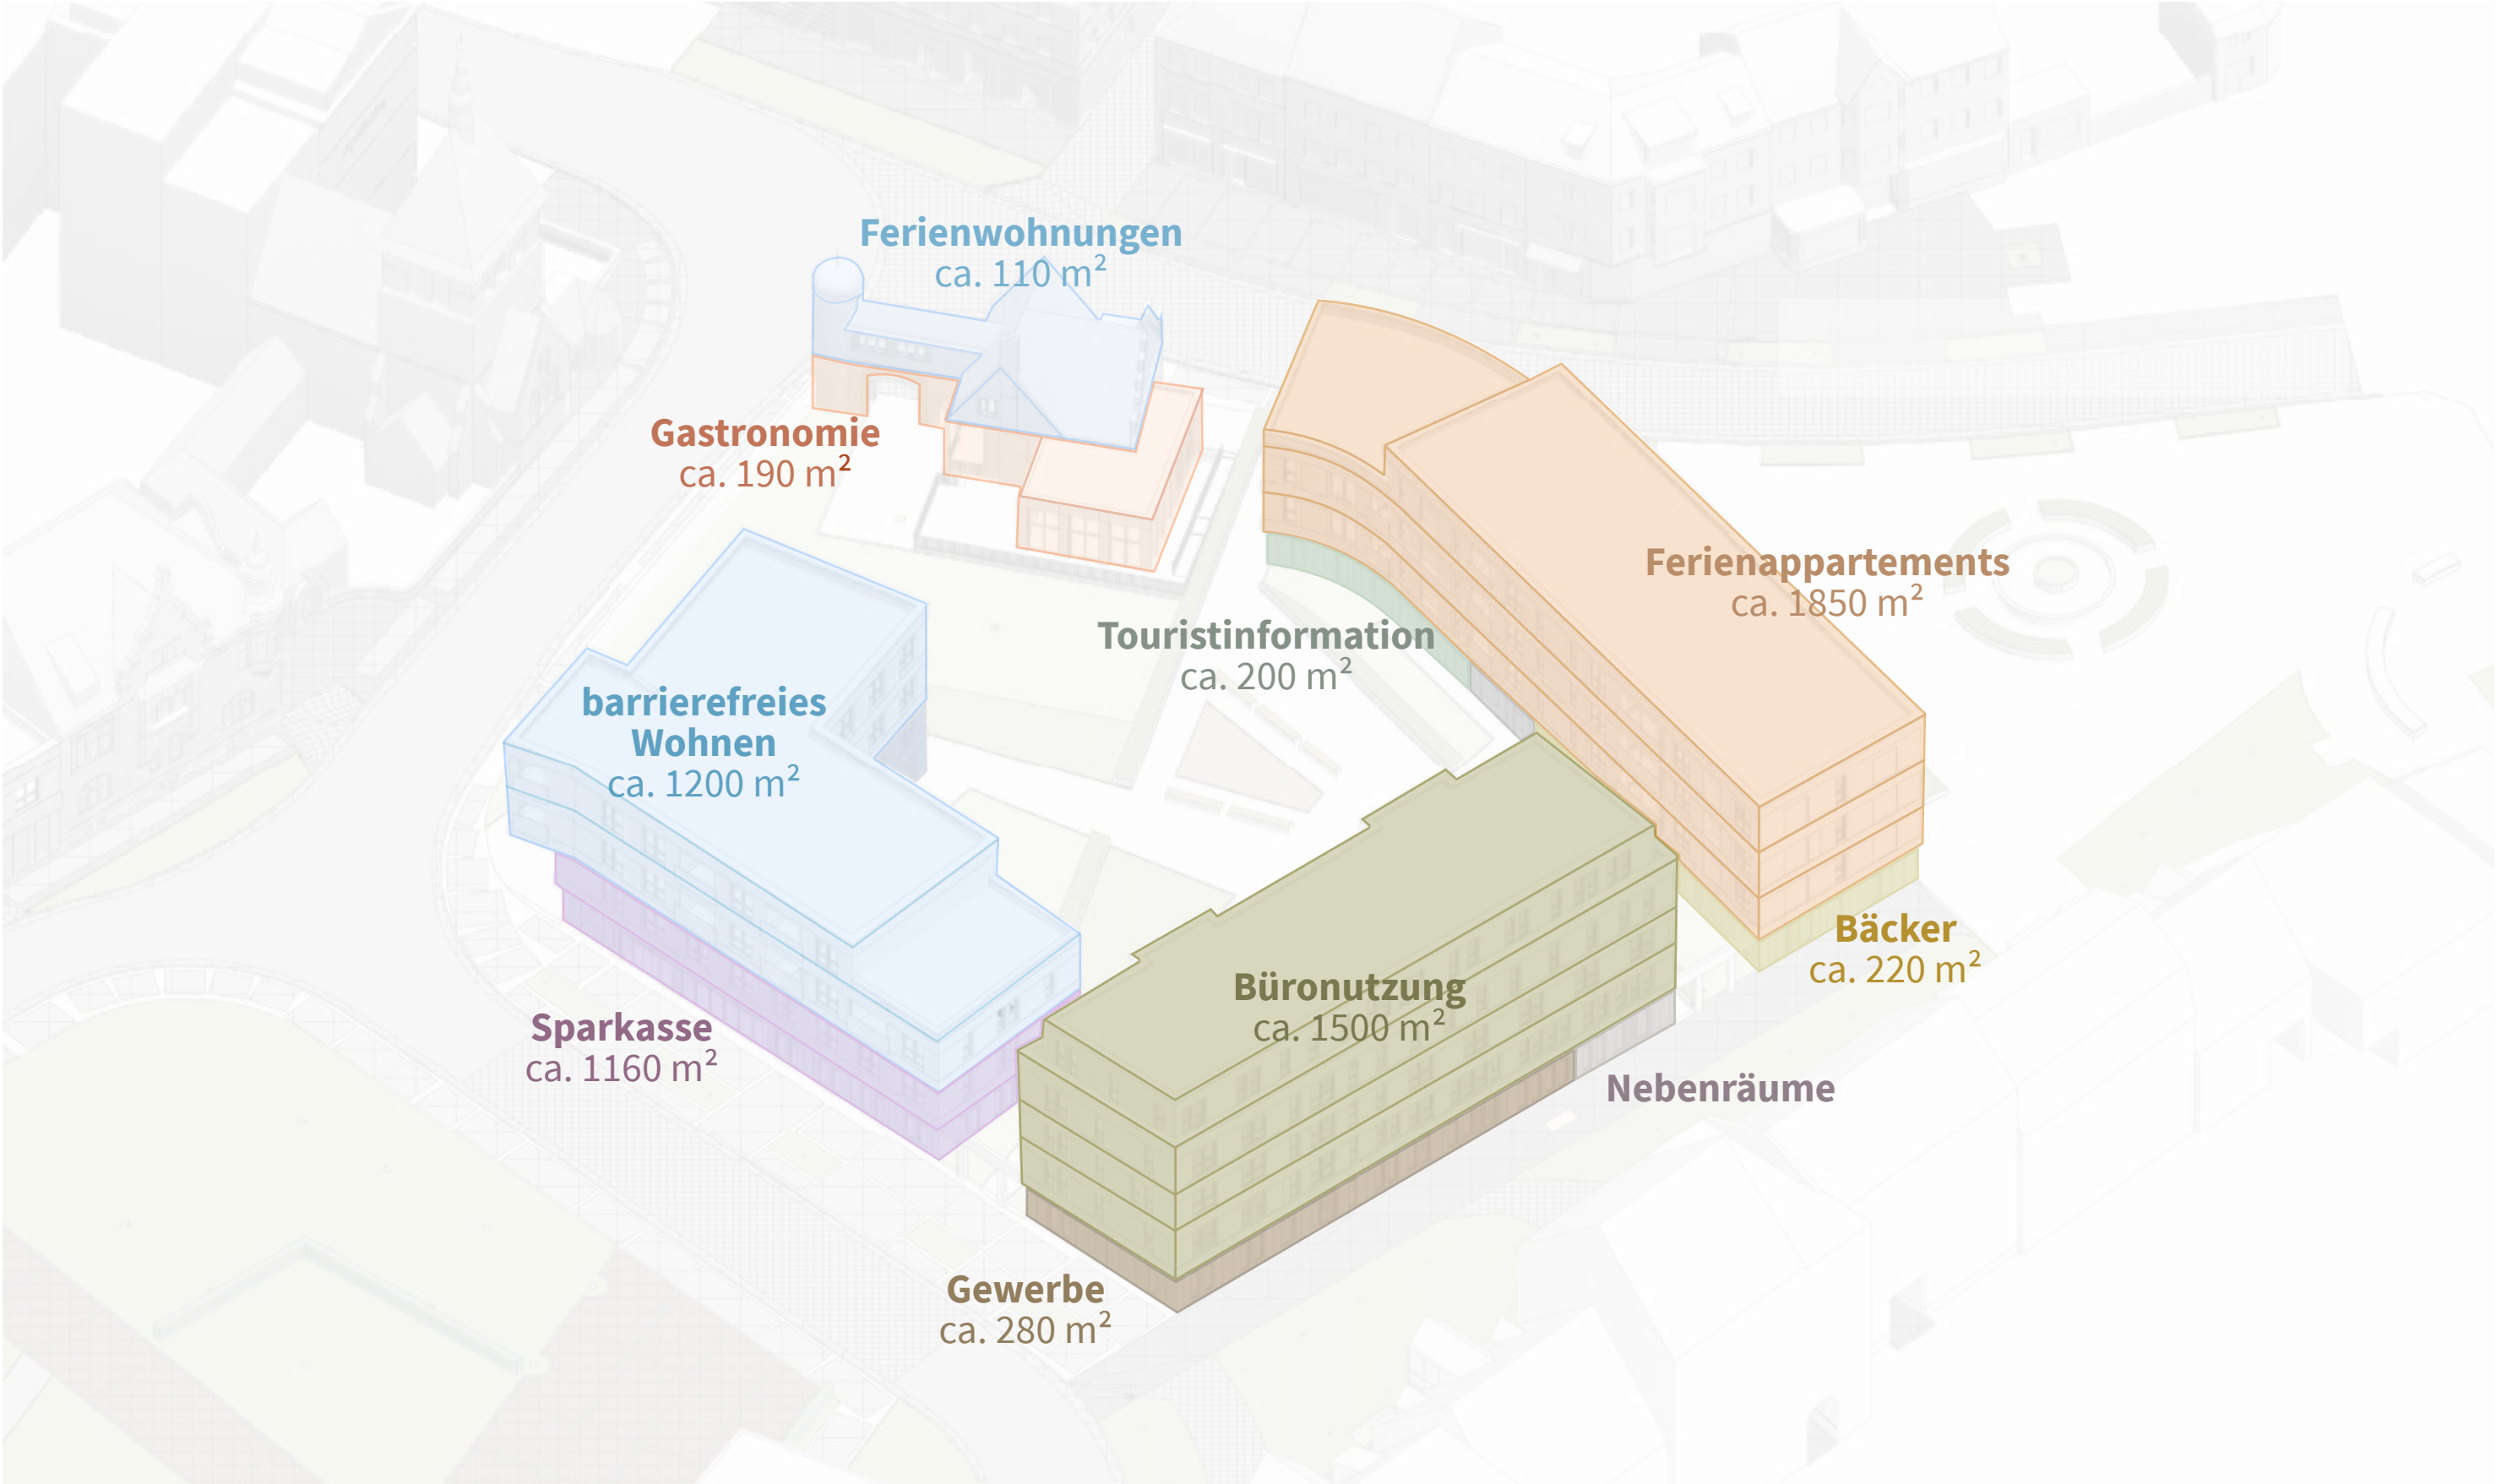 Ferienwohnungen
ca. 110 m²
Gastronomie
ca. 190 m²
Ferienappartements
ca. 1850 m²
Touristinformation
ca. 200 m²
barrierefreies
Wohnen
ca. 1200 m²
Bäcker
ca. 220 m²
Büronutzung
ca. 1500 m²
Sparkasse
ca. 1160 m²
Nebenräume
Gewerbe
ca. 280 m²